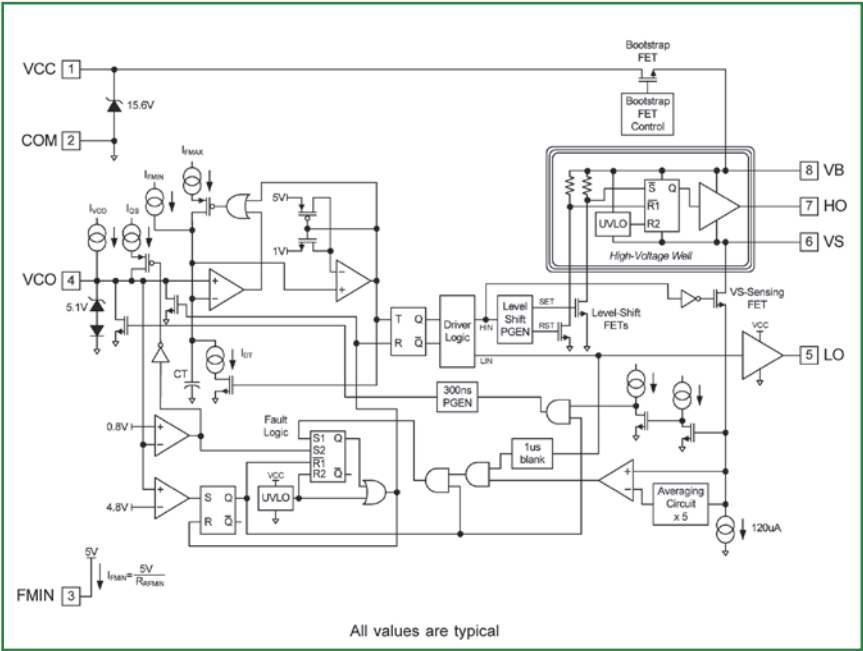 Bootstrap
FET
VCC 1
Bootstrap
FET
Control
15.6V
COM 2
IFMAX
IFMIN
5V
8 VB
S̅ Q
R̅1̅
R2
UVLO
7 HO
IVCO
IQS
1V
6 VS
High-Voltage Well
VCO 4
5.1V
VS-Sensing
FET
T Q
R Q̅
Driver
Logic
HIN
LIN
Level
Shift
PGEN
SET
RST
Level-Shift
FETs
VCC
5 LO
IDT
CT
300ns
PGEN
0.8V
Fault
Logic
S1 Q
S2
R̅1̅
R2 Q̅
1us
blank
VCC
UVLO
4.8V
S Q
R Q̅
Averaging
Circuit
x 5
120uA
5V
IFMIN= 5V
RRFMIN
FMIN 3
All values are typical